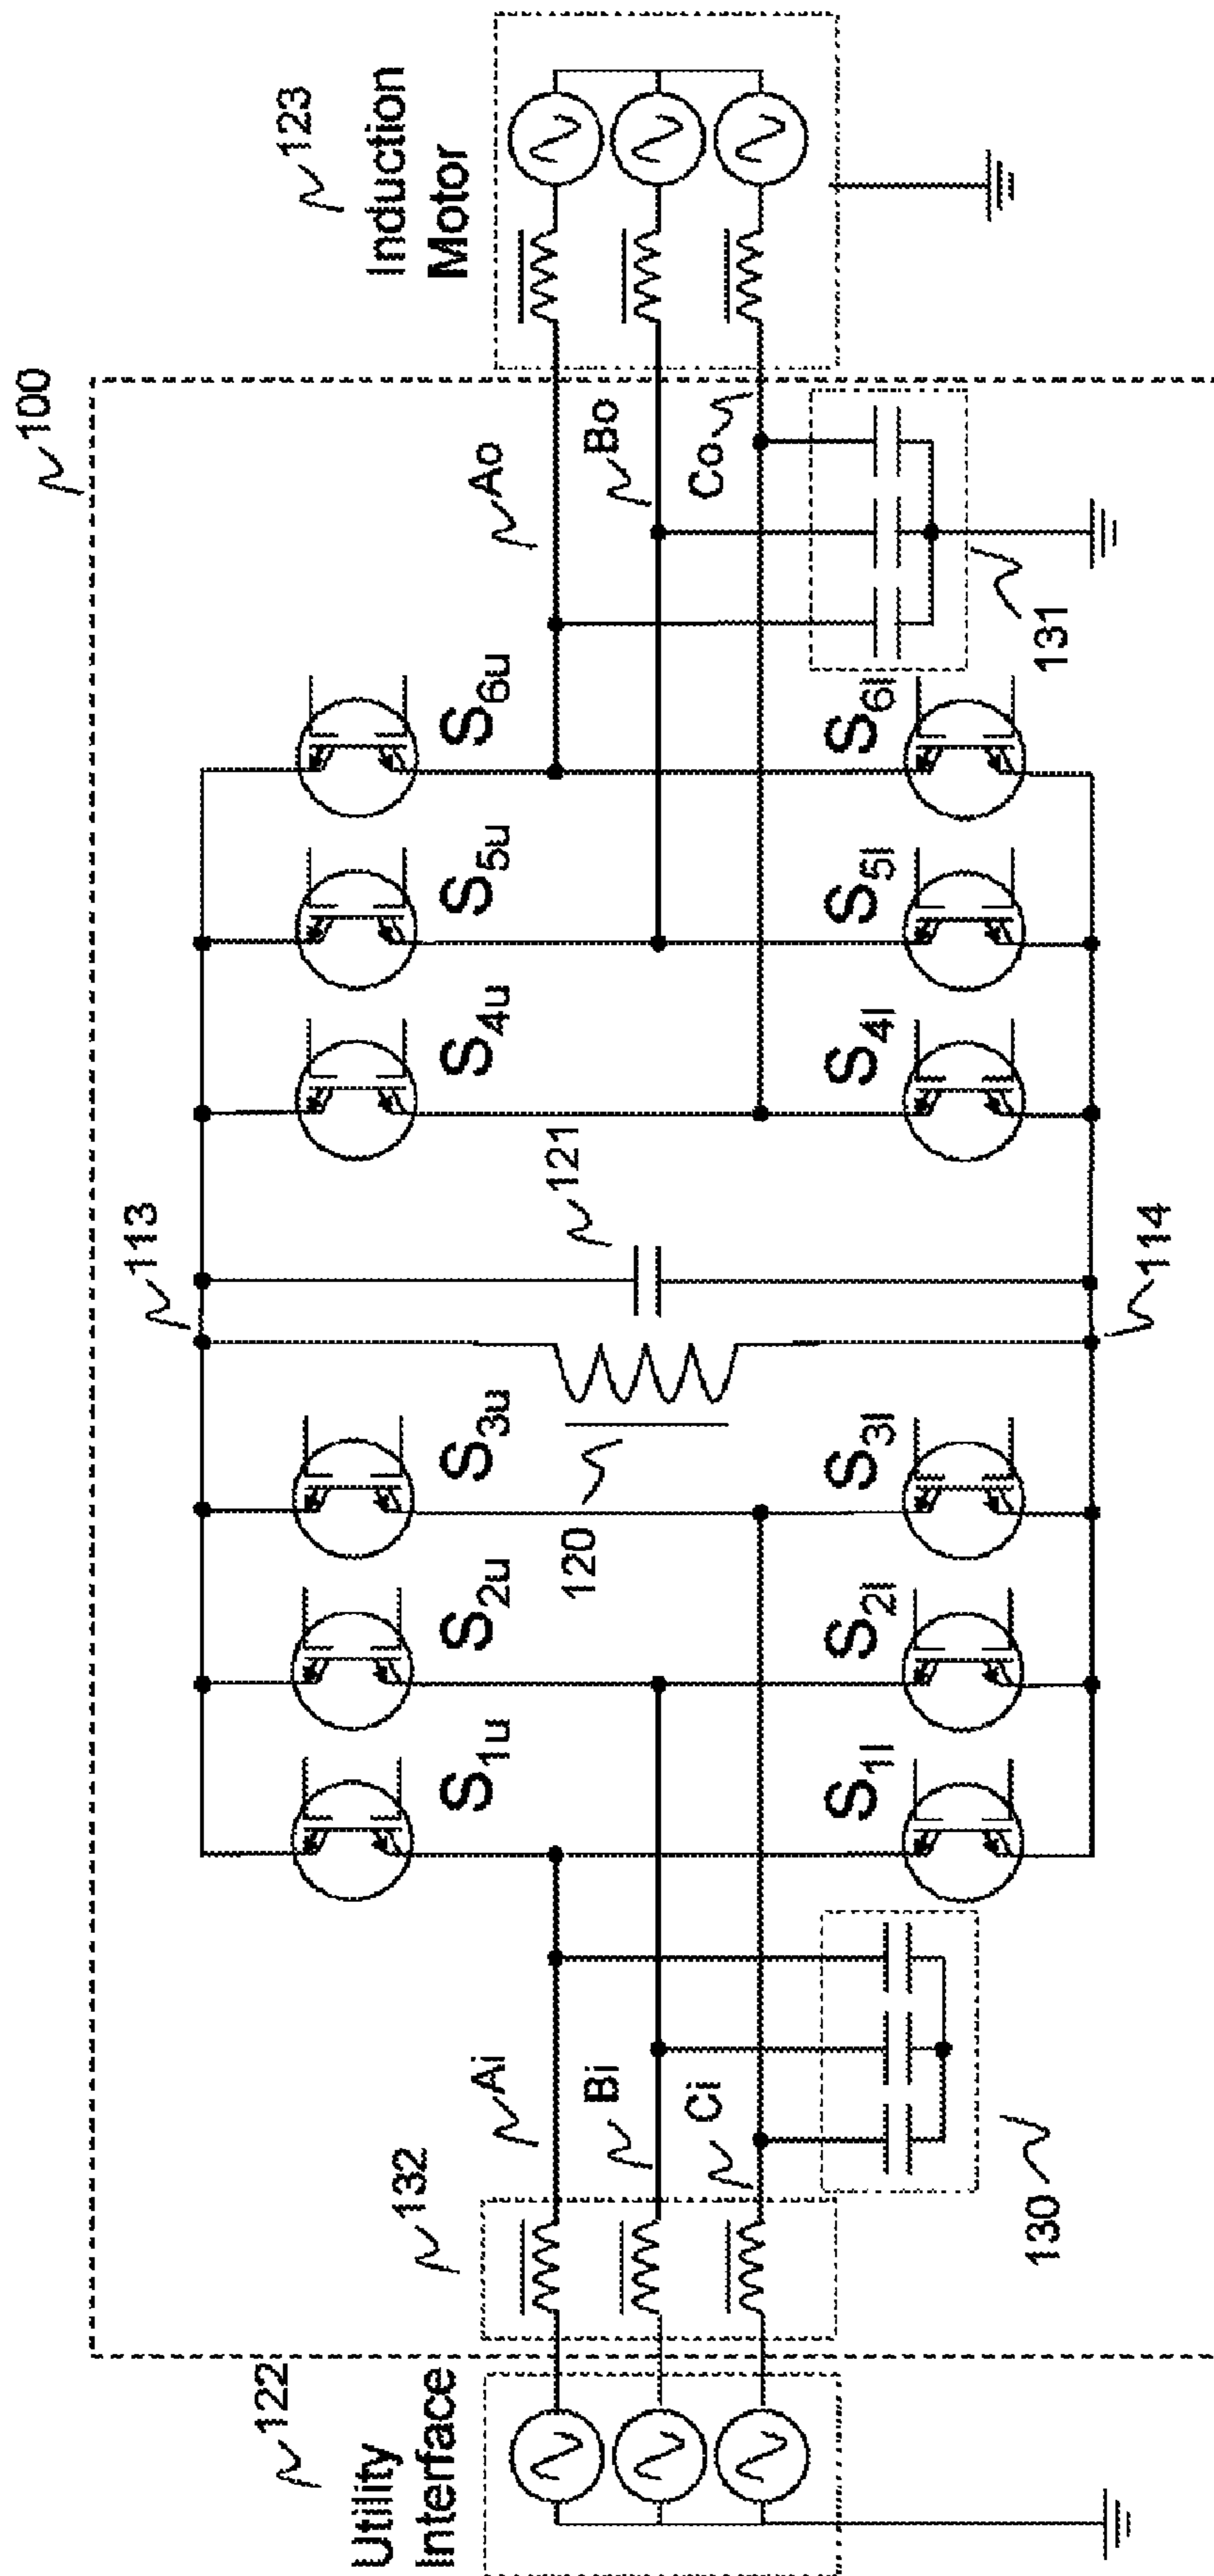 100
122
Utility
Interface
132
Ai
Bi
Ci
130
S1u
S2u
S3u
S1l
S2l
S3l
120
113
121
114
S4u
S5u
S6u
S4l
S5l
S6l
Ao
Bo
Co
131
123
Induction
Motor